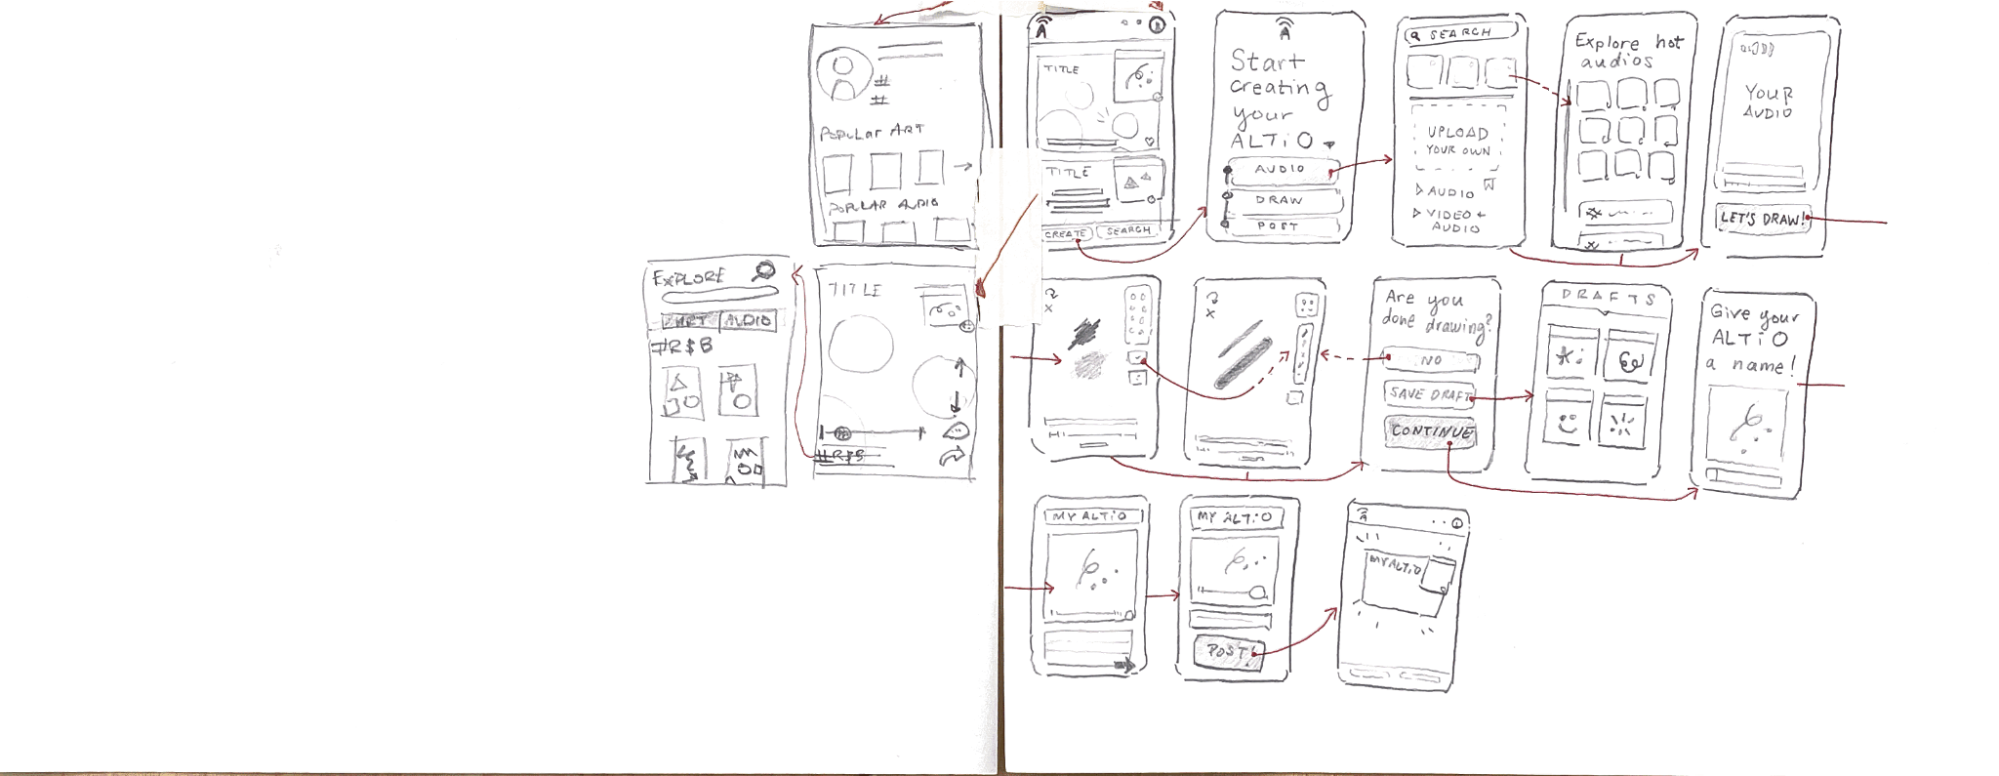 #
#
POPULAR ART
POPULAR AUDIO
EXPLORE
ART AUDIO
#R$B
TITLE
#R$B
TITLE
TITLE
CREATE SEARCH
Start
creating
your
ALTiO
AUDIO
DRAW
POST
SEARCH
UPLOAD
YOUR OWN
AUDIO
VIDEO +
AUDIO
Explore hot
audios
YOUR
AUDIO
LET'S DRAW!
Are you
done drawing?
NO
SAVE DRAFT
CONTINUE
DRAFTS
Give your
ALTiO
a name!
MY ALTiO
MY ALTiO
POST!
MY ALTiO